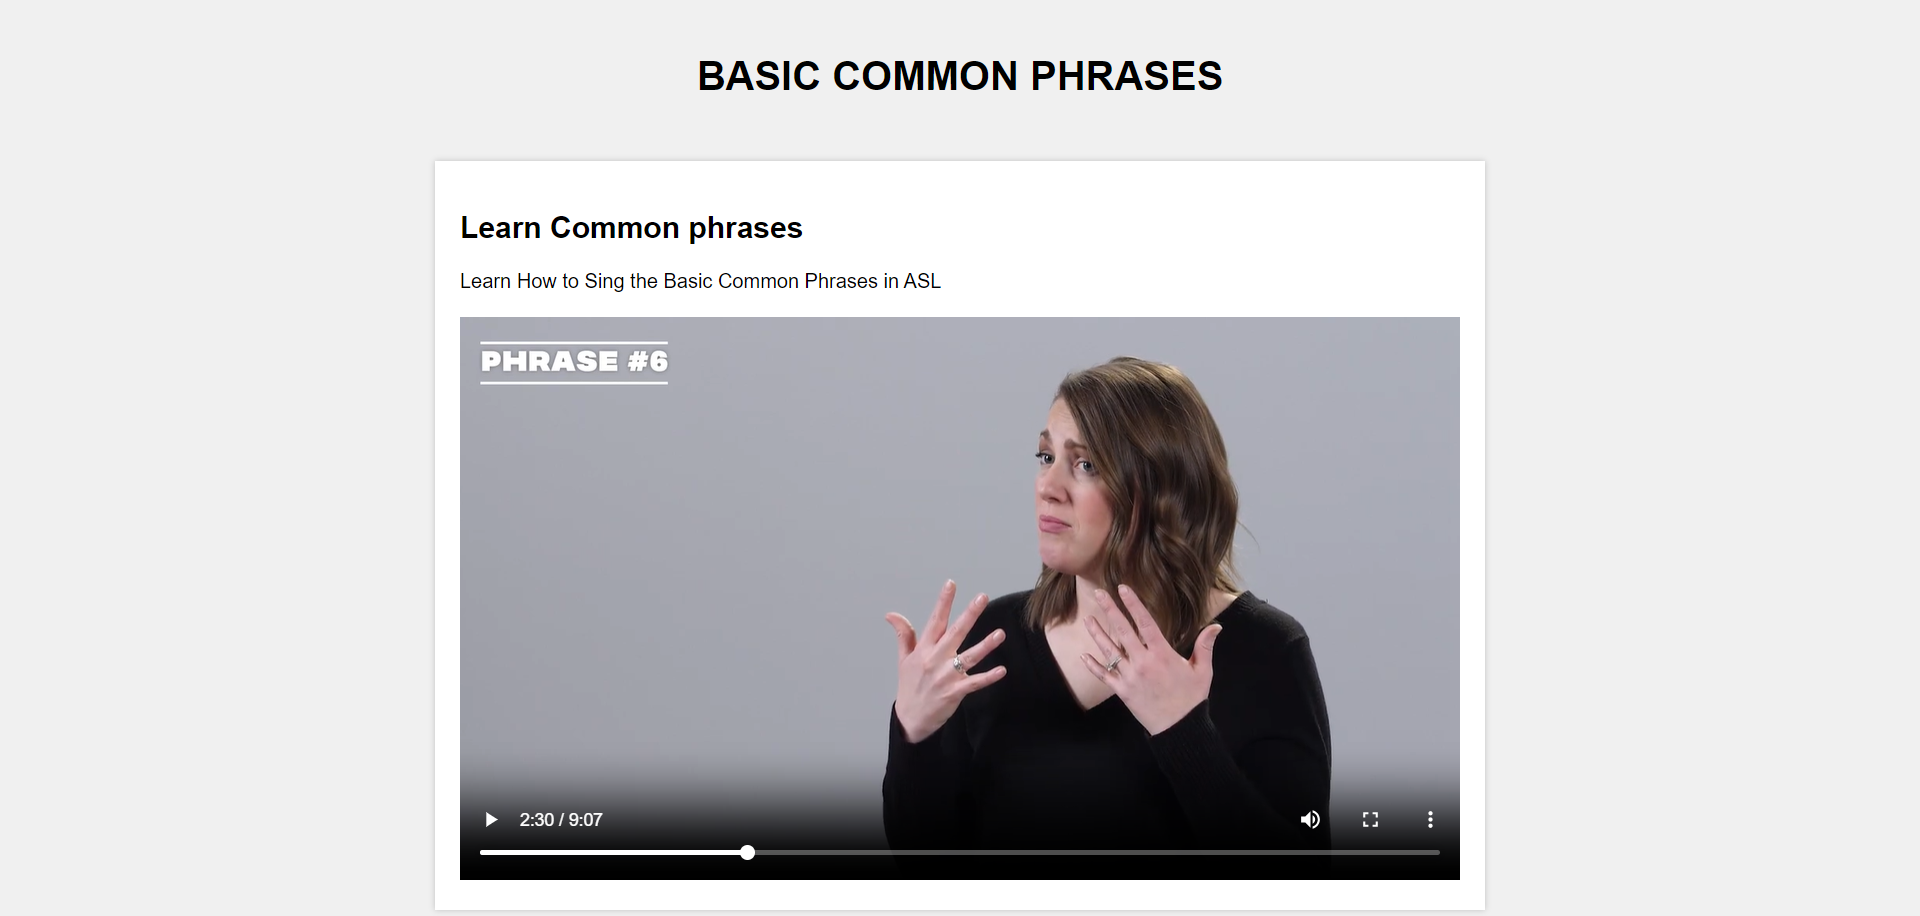 BASIC COMMON PHRASES
Learn Common phrases
Learn How to Sing the Basic Common Phrases in ASL
PHRASE #6
2:30 / 9:07